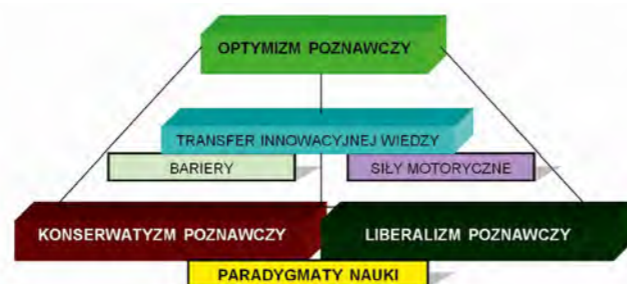 OPTYMIZM POZNAWCZY
TRANSFER INNOWACYJNEJ WIEDZY
BARIERY
SIŁY MOTORYCZNE
KONSERWATYZM POZNAWCZY
LIBERALIZM POZNAWCZY
PARADYGMATY NAUKI